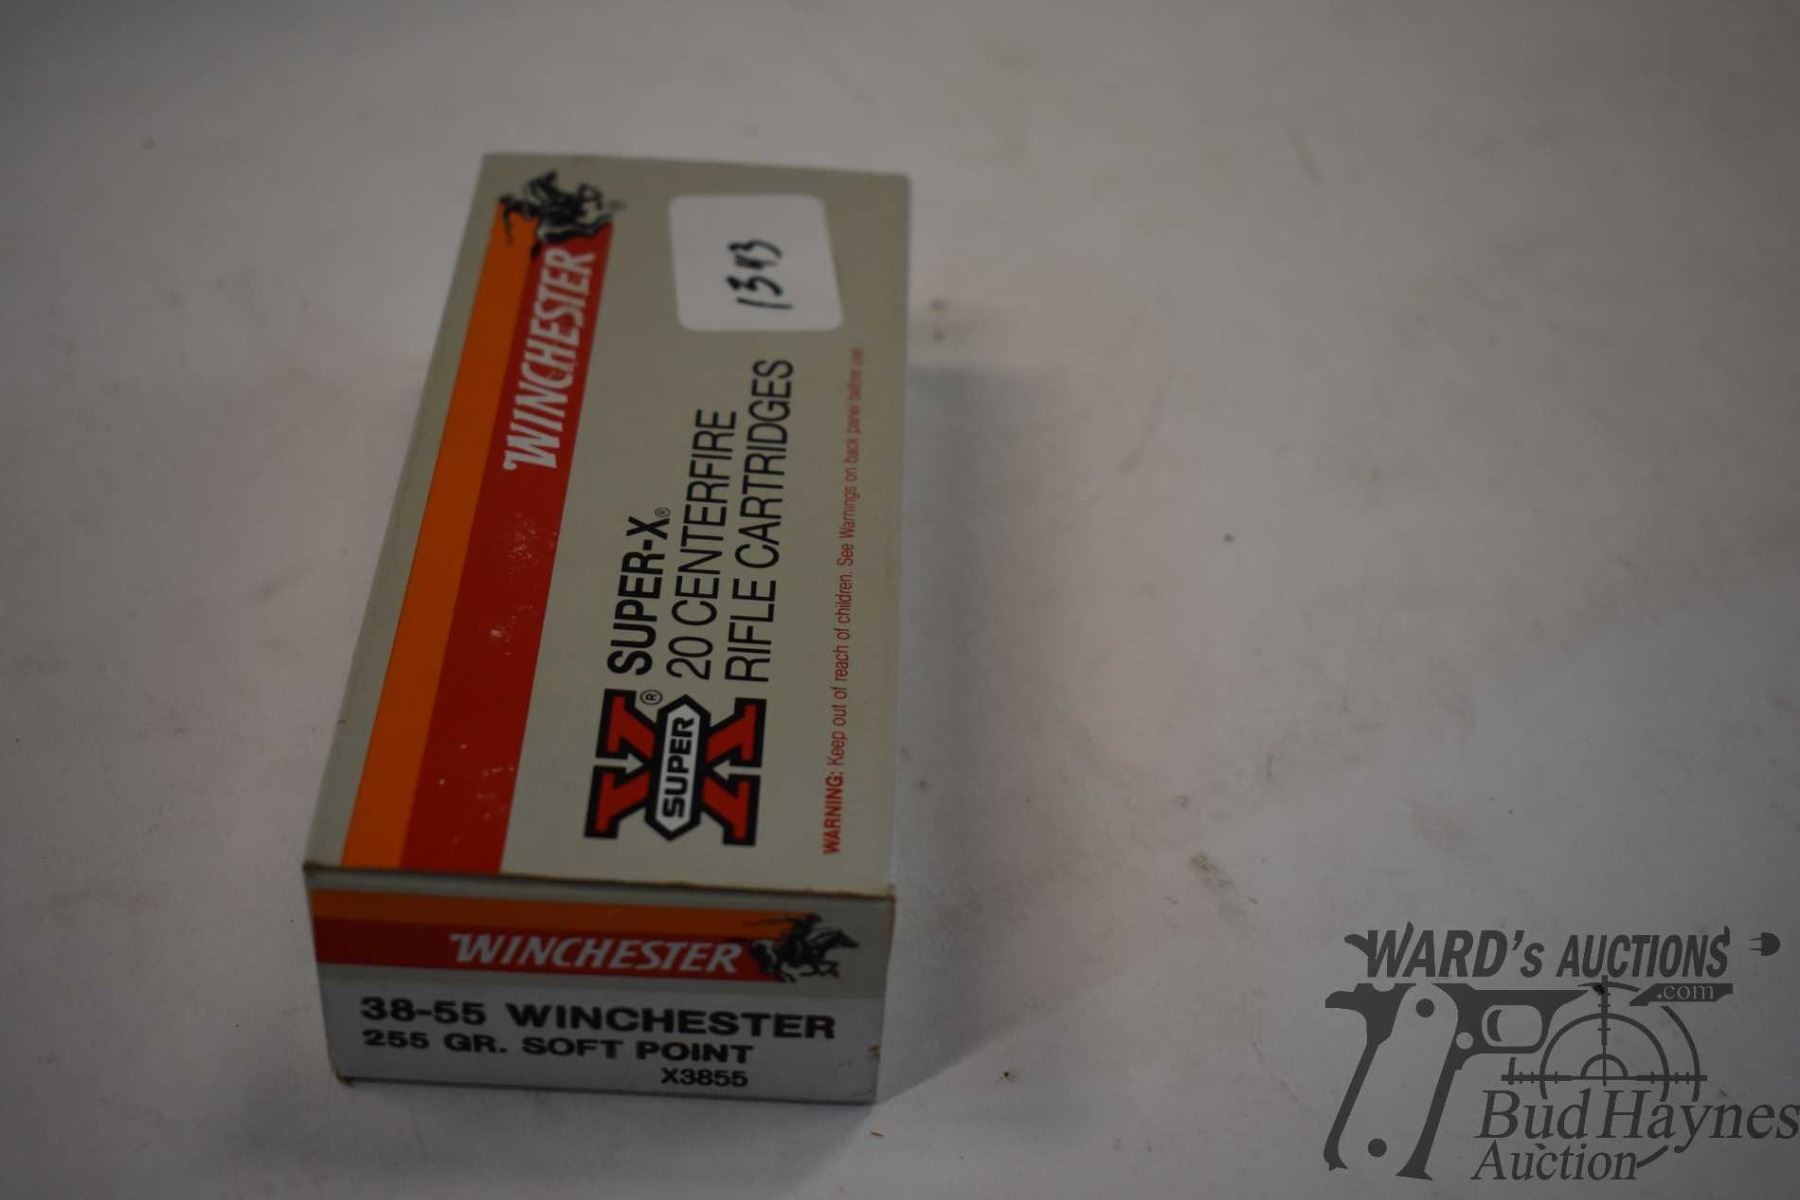 WINCHESTER
1343
SUPER-X®
20 CENTERFIRE
RIFLE CARTRIDGES
SUPER ®
WARNING: Keep out of reach of children. See Warnings on back panel before use
WINCHESTER
38-55 WINCHESTER
255 GR. SOFT POINT
X3855
WARD's AUCTIONS
.com
Bud Haynes
Auction